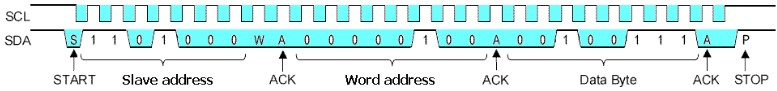 SCL
SDA S 1 1 0 1 0 0 0 W A 0 0 0 0 0 1 0 0 A 0 0 1 0 0 1 1 1 A P
START Slave address ACK Word address ACK Data Byte ACK STOP